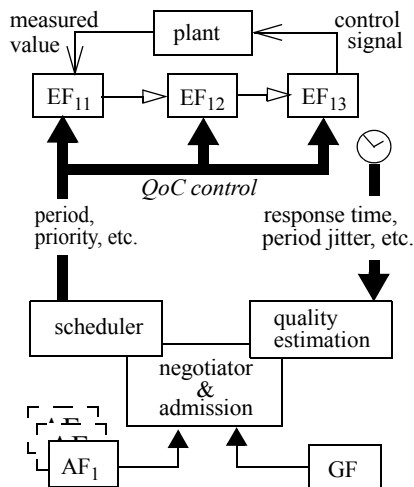 measured
value
plant
control
signal
EF11
EF12
EF13
QoC control
period,
priority, etc.
response time,
period jitter, etc.
scheduler
quality
estimation
negotiator
&
admission
AF1
GF